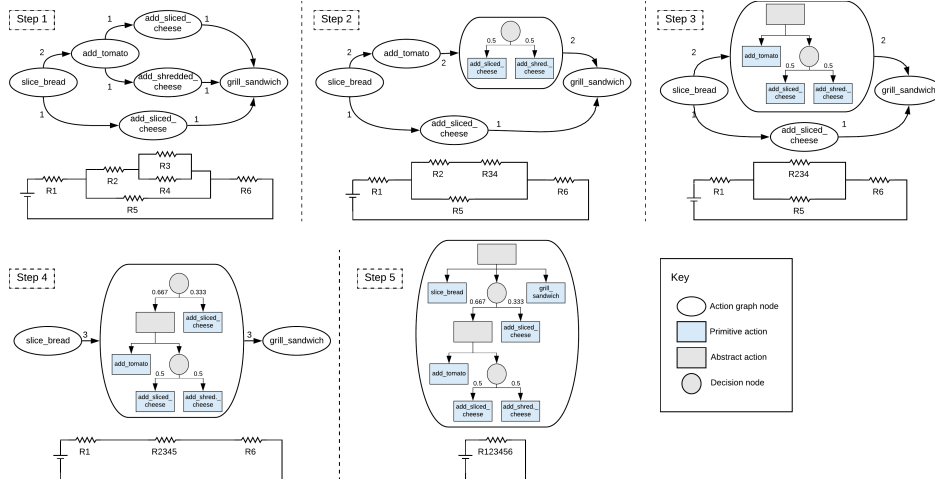 Step 1
1
1
2
1
1
1
1
slice_bread
add_tomato
add_sliced_
cheese
add_shredded_
cheese
add_sliced_
cheese
grill_sandwich
R1
R2
R3
R4
R5
R6
Step 2
2
2
2
1
1
slice_bread
add_tomato
0.5
0.5
add_sliced_
cheese
add_shred_
cheese
add_sliced_
cheese
grill_sandwich
R1
R2
R34
R5
R6
Step 3
2
2
1
1
slice_bread
add_tomato
0.5
0.5
add_sliced_
cheese
add_shred_
cheese
add_sliced_
cheese
grill_sandwich
R1
R234
R5
R6
Step 4
3
3
slice_bread
0.667
0.333
add_sliced_
cheese
add_tomato
0.5
0.5
add_sliced_
cheese
add_shred_
cheese
grill_sandwich
R1
R2345
R6
Step 5
slice_bread
grill_
sandwich
0.667
0.333
add_sliced_
cheese
add_tomato
0.5
0.5
add_sliced_
cheese
add_shred_
cheese
R123456
Key
Action graph node
Primitive action
Abstract action
Decision node